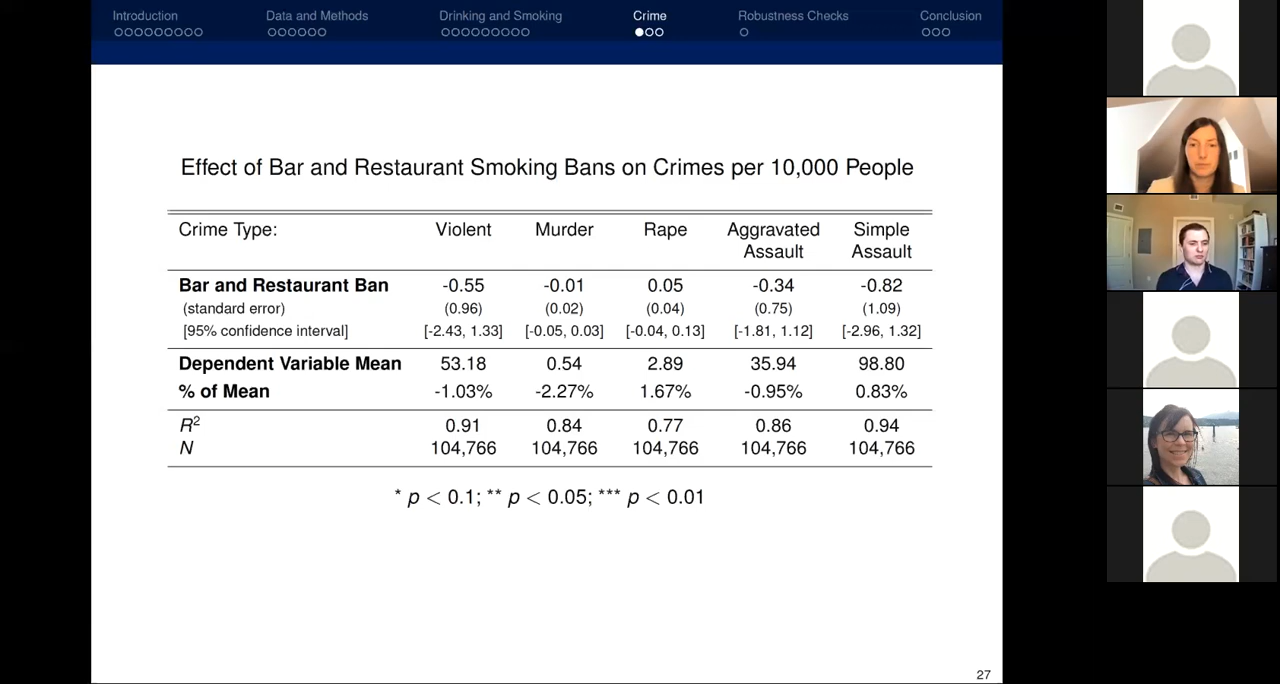 Introduction Data and Methods Drinking and Smoking Crime Robustness Checks Conclusion
Effect of Bar and Restaurant Smoking Bans on Crimes per 10,000 People
Crime Type: Violent Murder Rape Aggravated Assault Simple Assault
Bar and Restaurant Ban -0.55 -0.01 0.05 -0.34 -0.82
(standard error) (0.96) (0.02) (0.04) (0.75) (1.09)
[95% confidence interval] [-2.43, 1.33] [-0.05, 0.03] [-0.04, 0.13] [-1.81, 1.12] [-2.96, 1.32]
Dependent Variable Mean 53.18 0.54 2.89 35.94 98.80
% of Mean -1.03% -2.27% 1.67% -0.95% 0.83%
R² 0.91 0.84 0.77 0.86 0.94
N 104,766 104,766 104,766 104,766 104,766
* p < 0.1; ** p < 0.05; *** p < 0.01
27